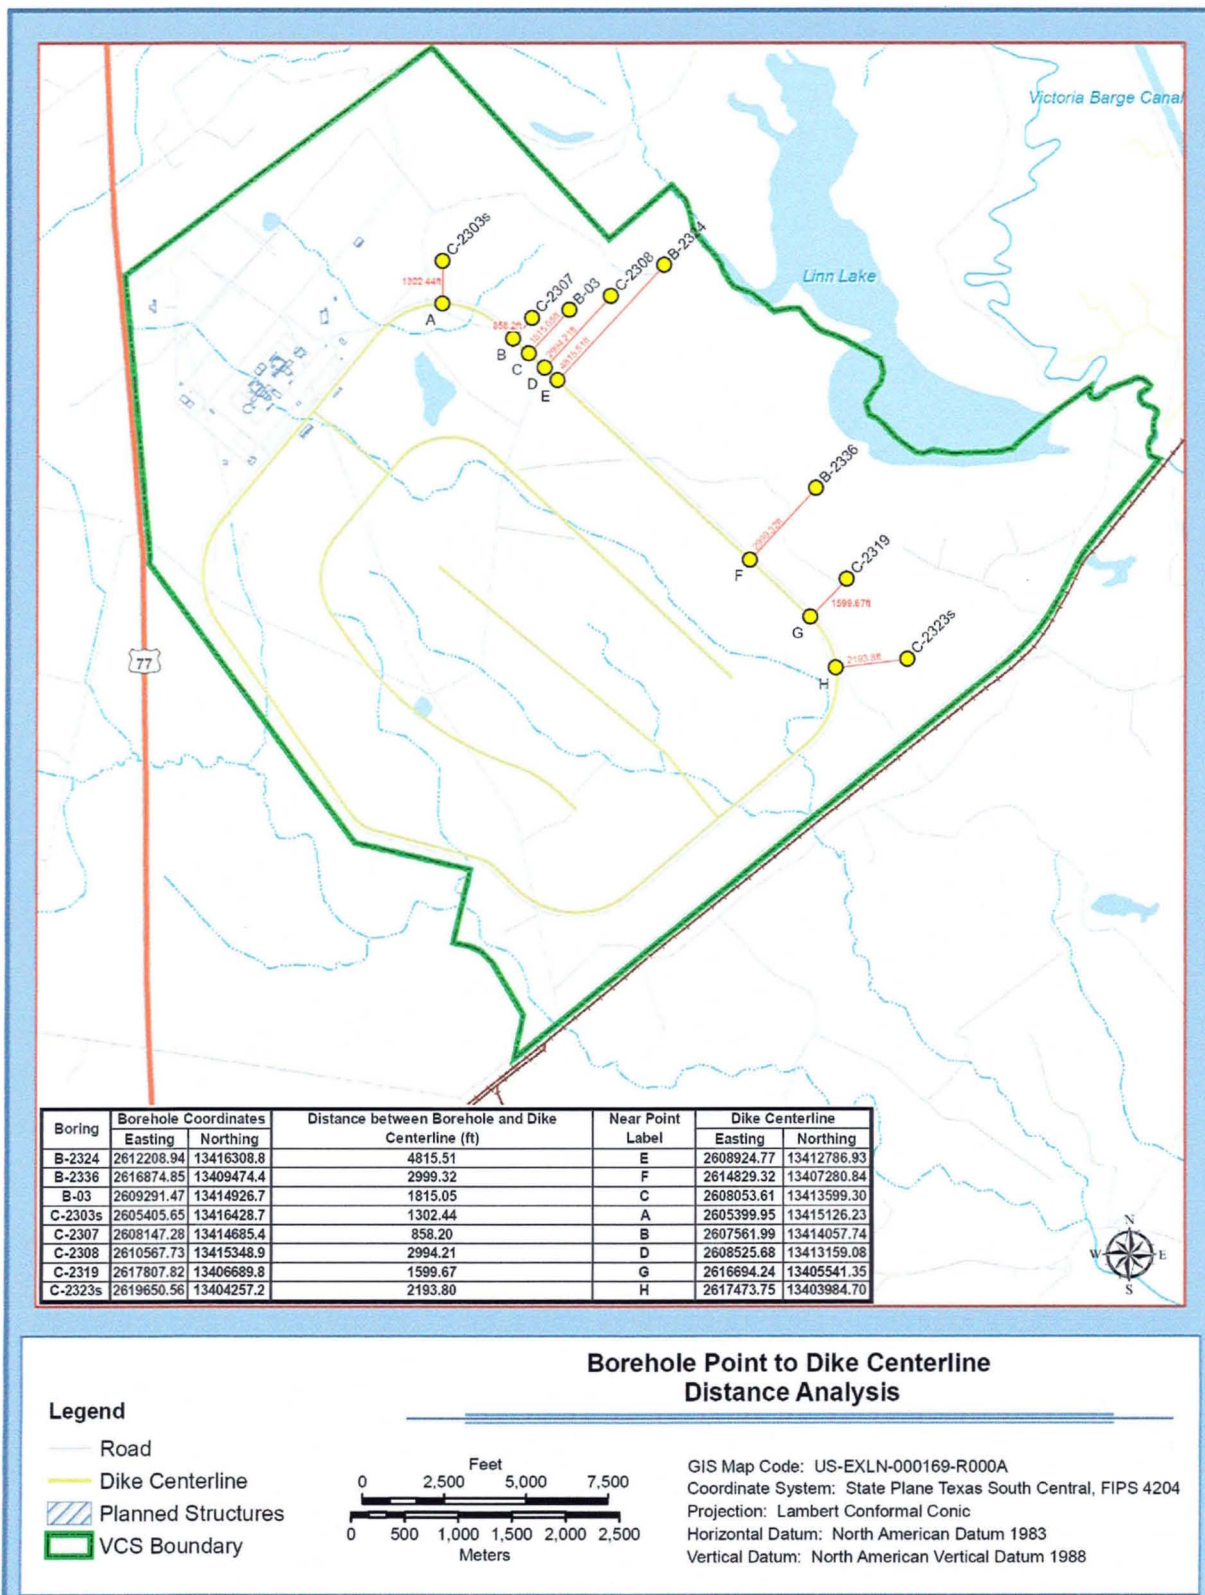 Victoria Barge Canal
C-2303s
B-2324
C-2308
Linn Lake
C-2307
B-03
1302.44ft
A
858.2ft
1815.05ft
2994.21ft
4815.51ft
B
C
D
E
B-2336
2999.32ft
F
C-2319
1599.67ft
G
C-2323s
2193.8ft
H
77
Boring Borehole Coordinates Distance between Borehole and Dike Centerline (ft) Near Point Label Dike Centerline
Easting Northing Easting Northing
B-2324 2612208.94 13416308.8 4815.51 E 2608924.77 13412786.93
B-2336 2616874.85 13409474.4 2999.32 F 2614829.32 13407280.84
B-03 2609291.47 13414926.7 1815.05 C 2608053.61 13413599.30
C-2303s 2605405.65 13416428.7 1302.44 A 2605399.95 13415126.23
C-2307 2608147.28 13414685.4 858.20 B 2607561.99 13414057.74
C-2308 2610567.73 13415348.9 2994.21 D 2608525.68 13413159.08
C-2319 2617807.82 13406689.8 1599.67 G 2616694.24 13405541.35
C-2323s 2619650.56 13404257.2 2193.80 H 2617473.75 13403984.70
N
W E
S
Borehole Point to Dike Centerline
Distance Analysis
Legend
Road
Dike Centerline
Planned Structures
VCS Boundary
Feet
0 2,500 5,000 7,500
0 500 1,000 1,500 2,000 2,500
Meters
GIS Map Code: US-EXLN-000169-R000A
Coordinate System: State Plane Texas South Central, FIPS 4204
Projection: Lambert Conformal Conic
Horizontal Datum: North American Datum 1983
Vertical Datum: North American Vertical Datum 1988